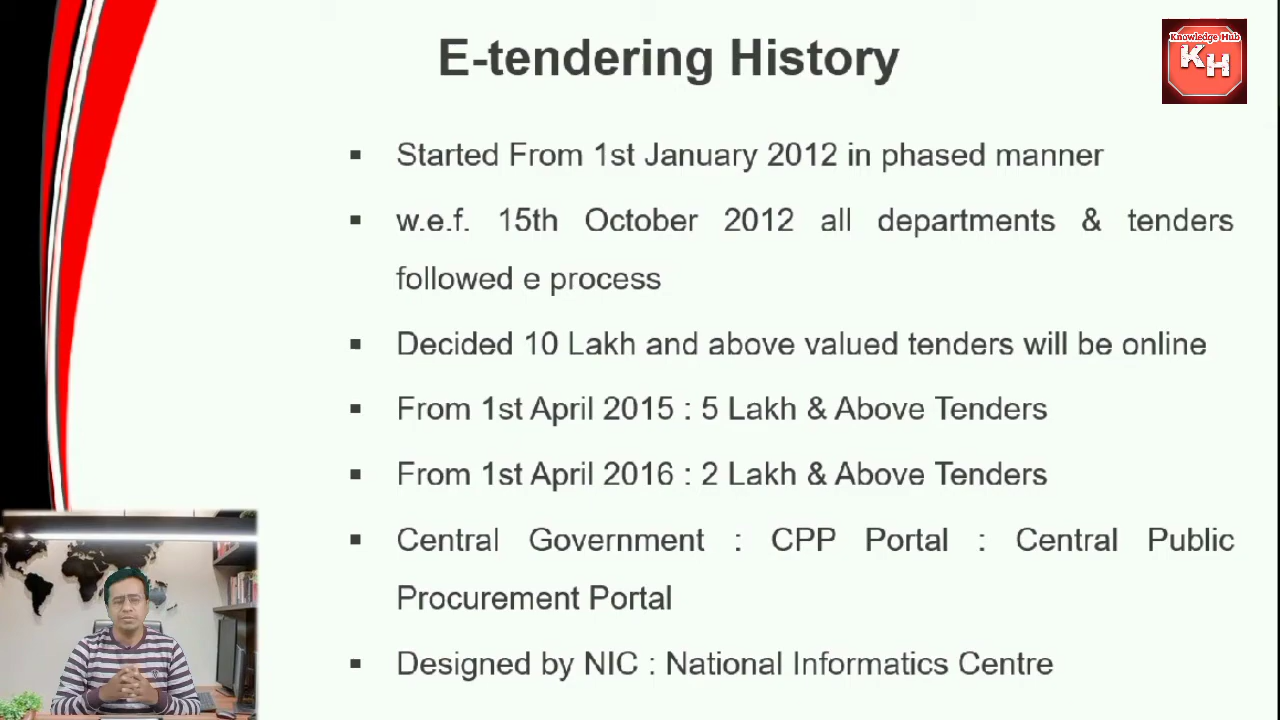 E-tendering History
Knowledge Hub
KH
Started From 1st January 2012 in phased manner
w.e.f. 15th October 2012 all departments & tenders
followed e process
Decided 10 Lakh and above valued tenders will be online
From 1st April 2015 : 5 Lakh & Above Tenders
From 1st April 2016 : 2 Lakh & Above Tenders
Central Government : CPP Portal : Central Public
Procurement Portal
Designed by NIC : National Informatics Centre